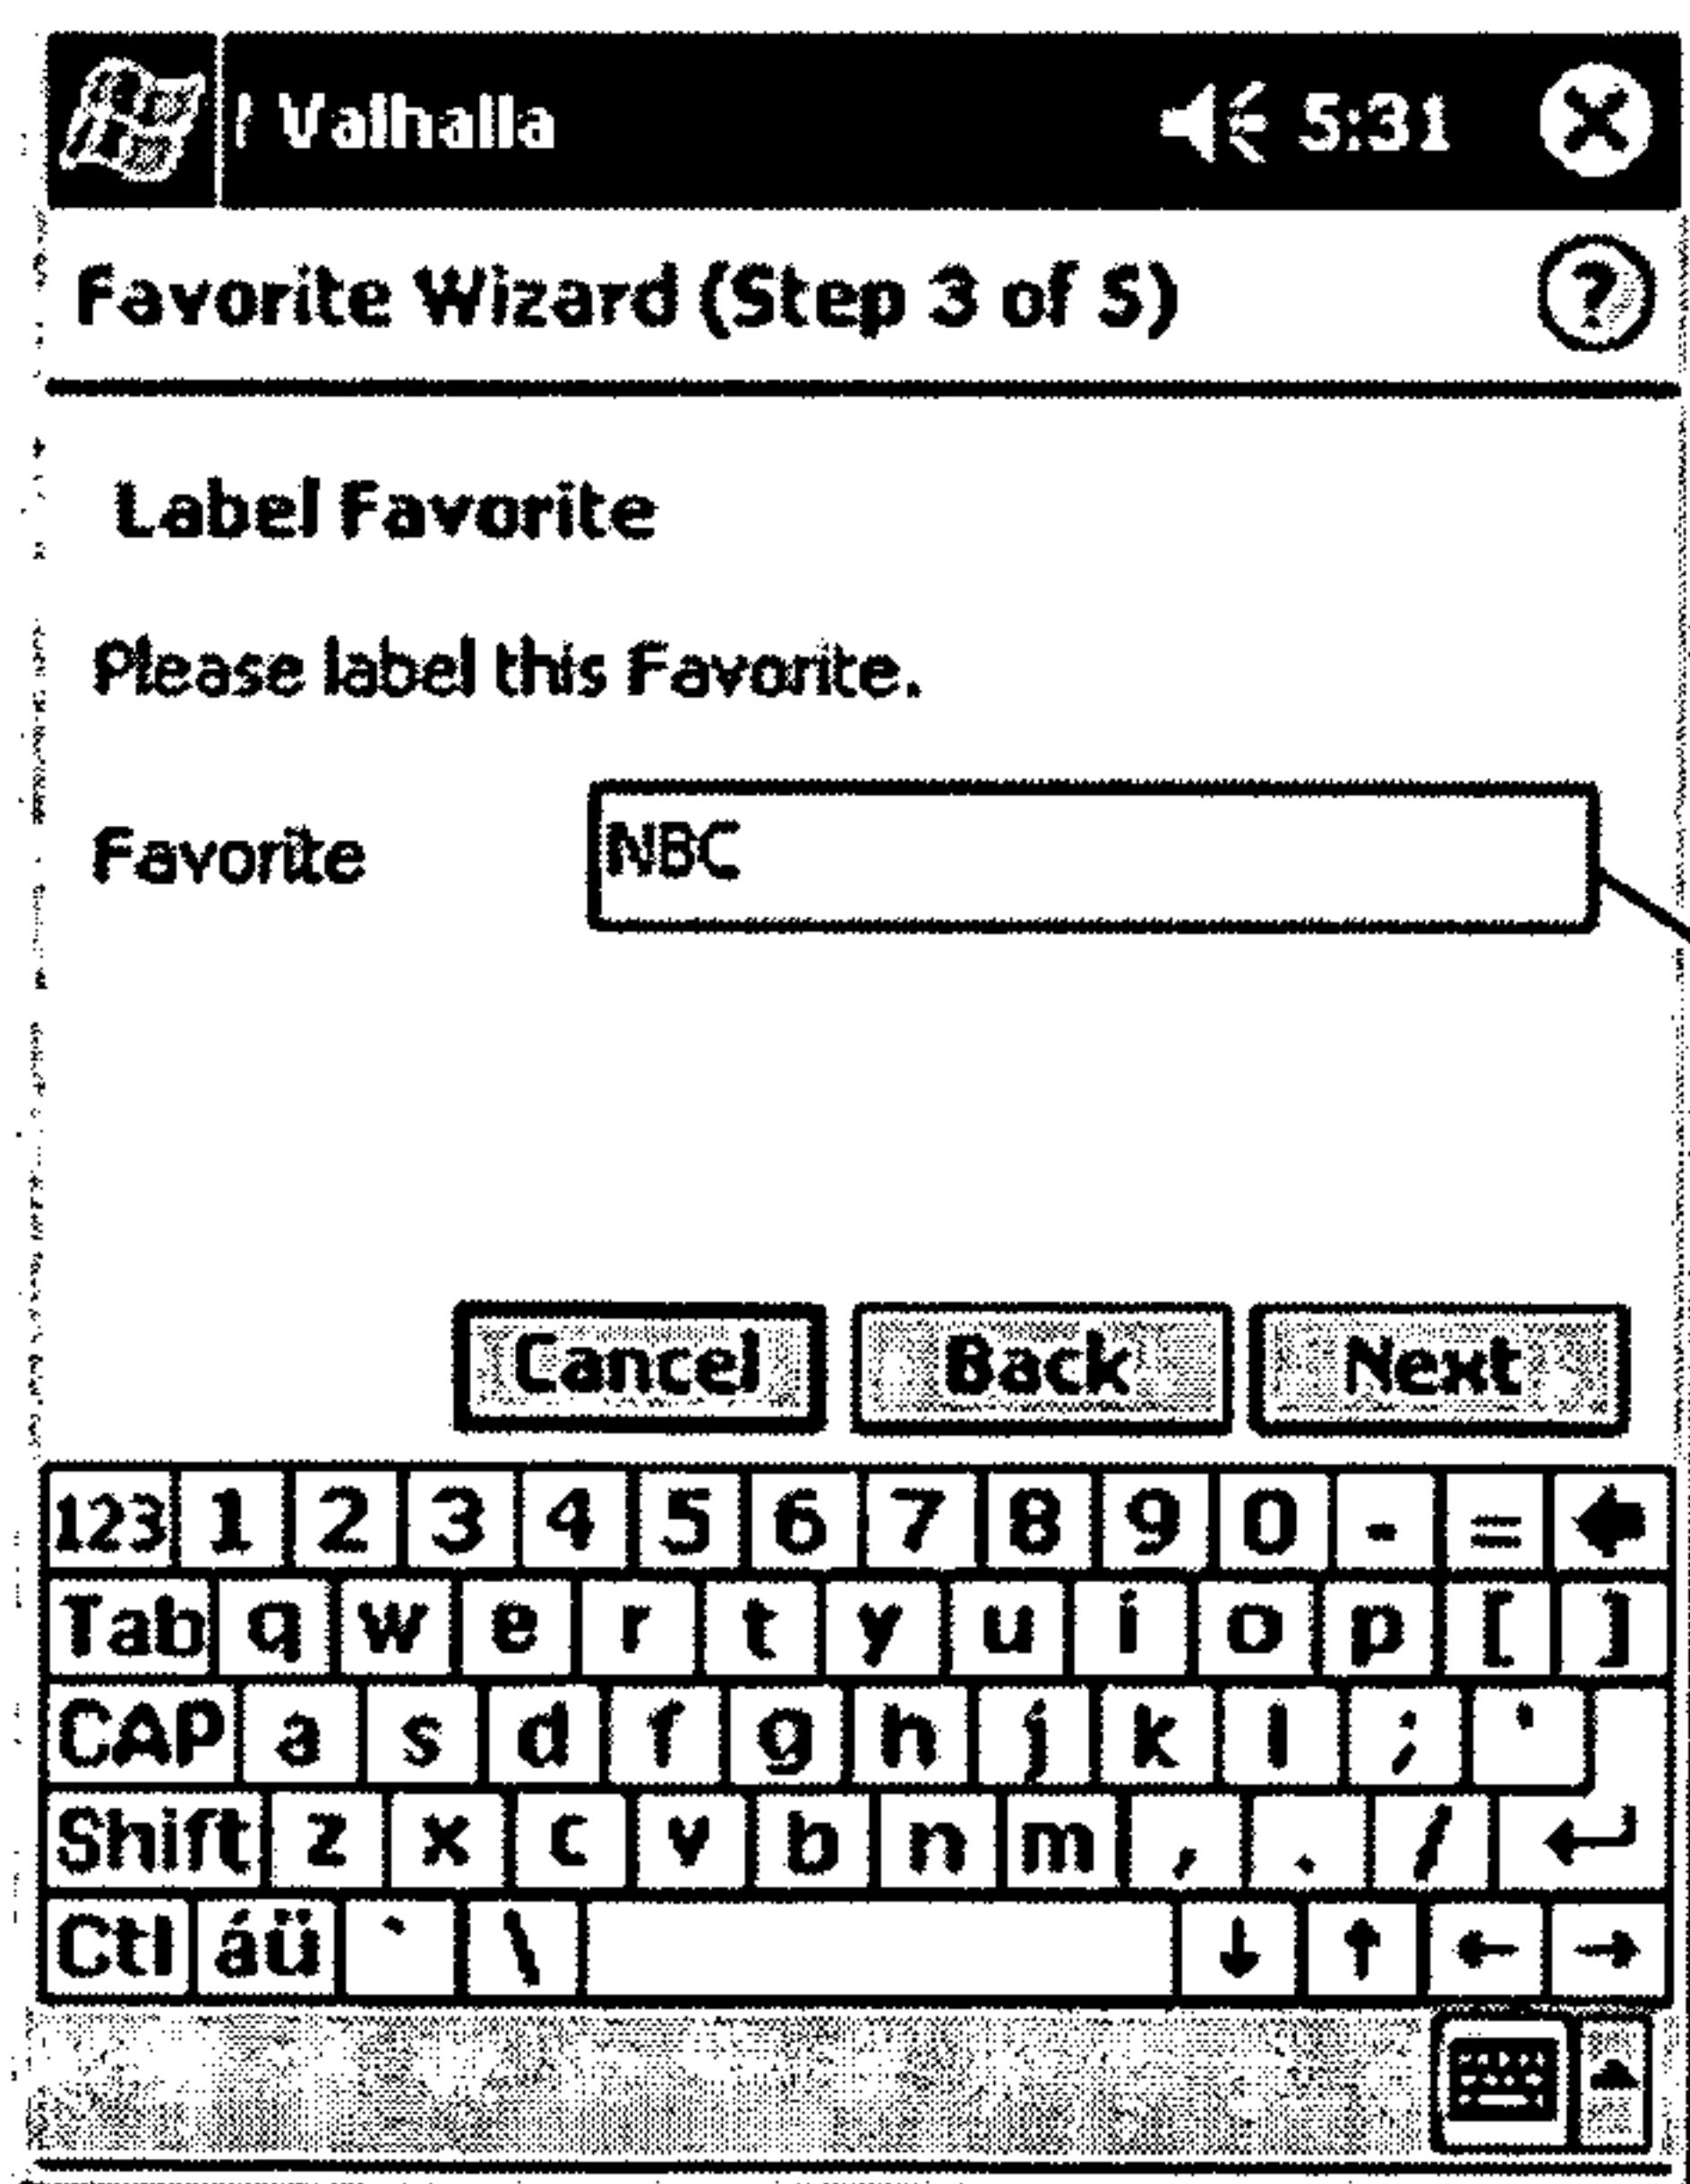 Valhalla 5:31
Favorite Wizard (Step 3 of 5)
?
Label Favorite
Please label this Favorite.
Favorite NBC
Cancel Back Next
123 1 2 3 4 5 6 7 8 9 0 - =
Tab q w e r t y u i o p [ ]
CAP a s d f g h j k l ; '
Shift z x c v b n m , . /
Ctl áü ` \